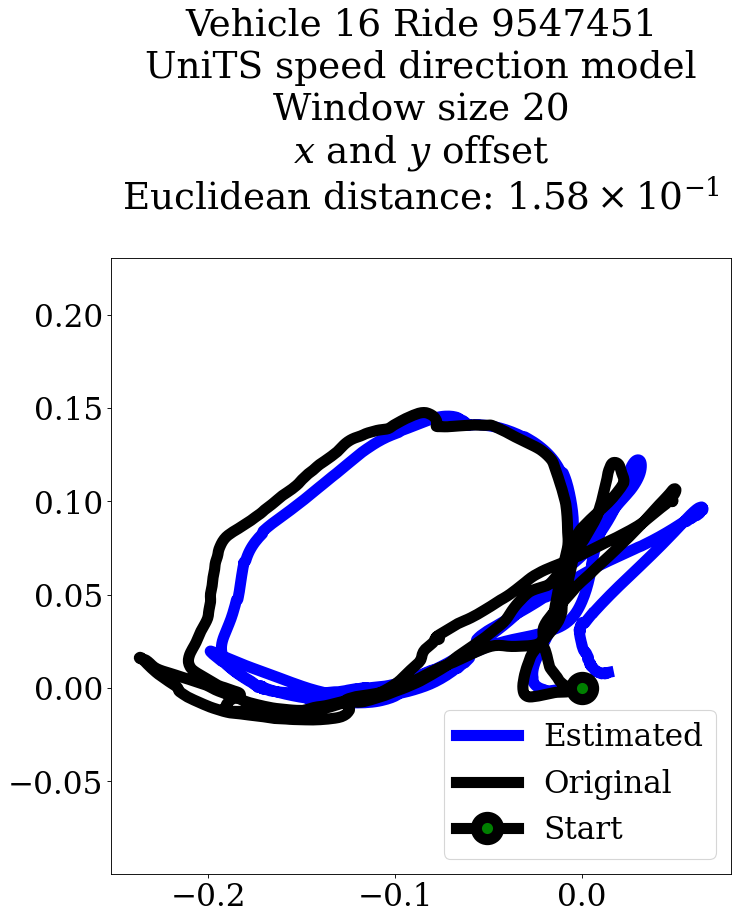 Vehicle 16 Ride 9547451
UniTS speed direction model
Window size 20
x and y offset
Euclidean distance: 1.58 × 10⁻¹
0.20
0.15
0.10
0.05
0.00
−0.05
Estimated
Original
Start
−0.2
−0.1
0.0